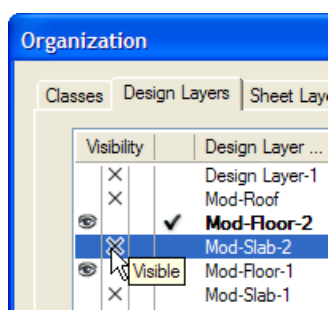 Organization
Classes Design Layers Sheet Lay
Visibility Design Layer ...
Design Layer-1
Mod-Roof
Mod-Floor-2
Mod-Slab-2
Visible Mod-Floor-1
Mod-Slab-1